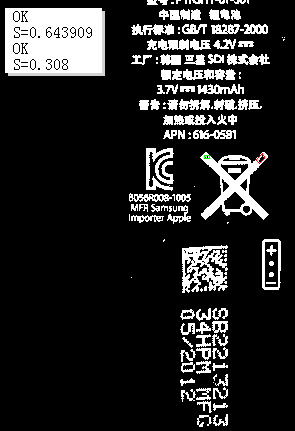 OK
S=0.643909
OK
S=0.308
中国制造 锂电池
执行标准：GB/T 18287-2000
充电限制电压 4.2V
工厂：韩国 三星 SDI 株式会社
额定电压和容量：
3.7V 1430mAh
警告：请勿拆解，刺破，挤压，
加热或投入火中
APN : 616-0581
B056R008-1005
MFR Samsung
Importer Apple
SB2213213
34HPM MFG
05/2012